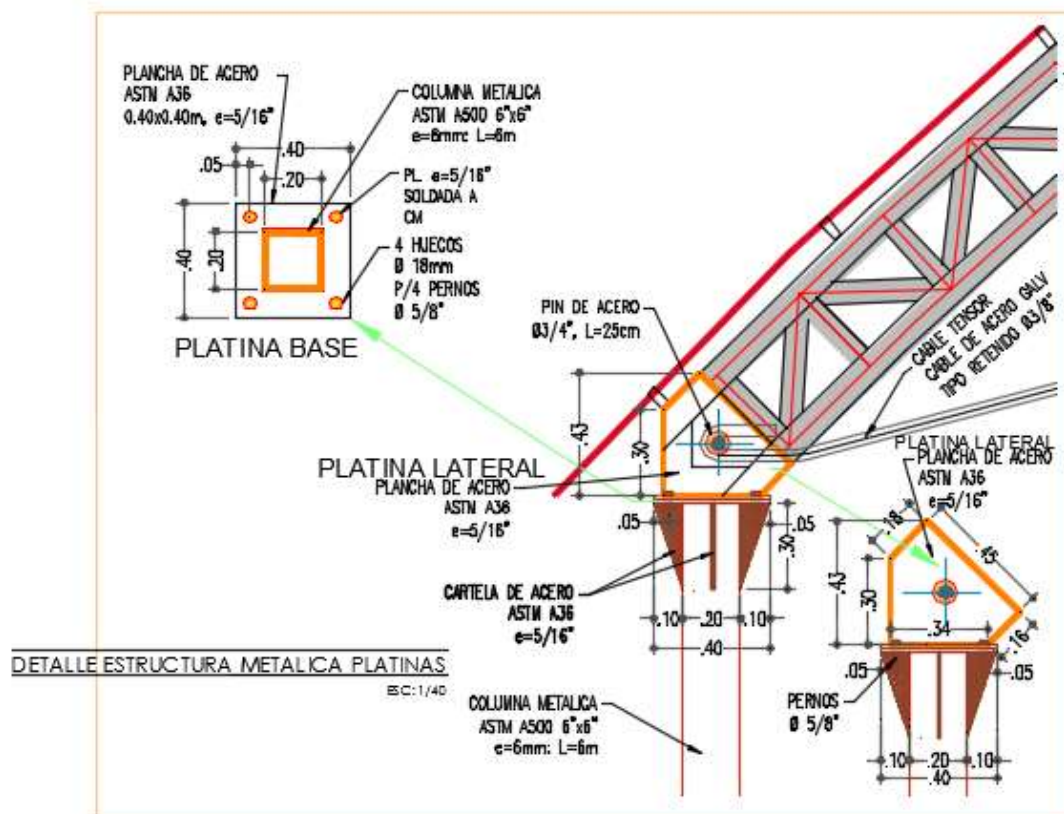 PLANCHA DE ACERO
ASTM A36
0.40x0.40m, e=5/16"
COLUMNA METALICA
ASTM A500 6"x6"
e=6mm: L=6m
.40
.05
.20
PL. e=5/16"
SOLDADA A
CM
.40
.20
4 HUECOS
Ø 18mm
P/4 PERNOS
Ø 5/8"
PLATINA BASE
PIN DE ACERO
Ø3/4", L=25cm
CABLE TENSOR
CABLE DE ACERO GALV
TIPO RETENIDO Ø3/8"
.43
.30
PLATINA LATERAL
PLANCHA DE ACERO
ASTM A36
e=5/16"
.05
.05
.30
CARTELA DE ACERO
ASTM A36
e=5/16"
.10
.20
.10
.40
COLUMNA METALICA
ASTM A500 6"x6"
e=6mm: L=6m
PLATINA LATERAL
PLANCHA DE ACERO
ASTM A36
e=5/16"
.18
.45
.43
.30
.34
.16
.05
.05
PERNOS
Ø 5/8"
.10
.20
.10
.40
DETALLE ESTRUCTURA METALICA PLATINAS
ESC:1/40